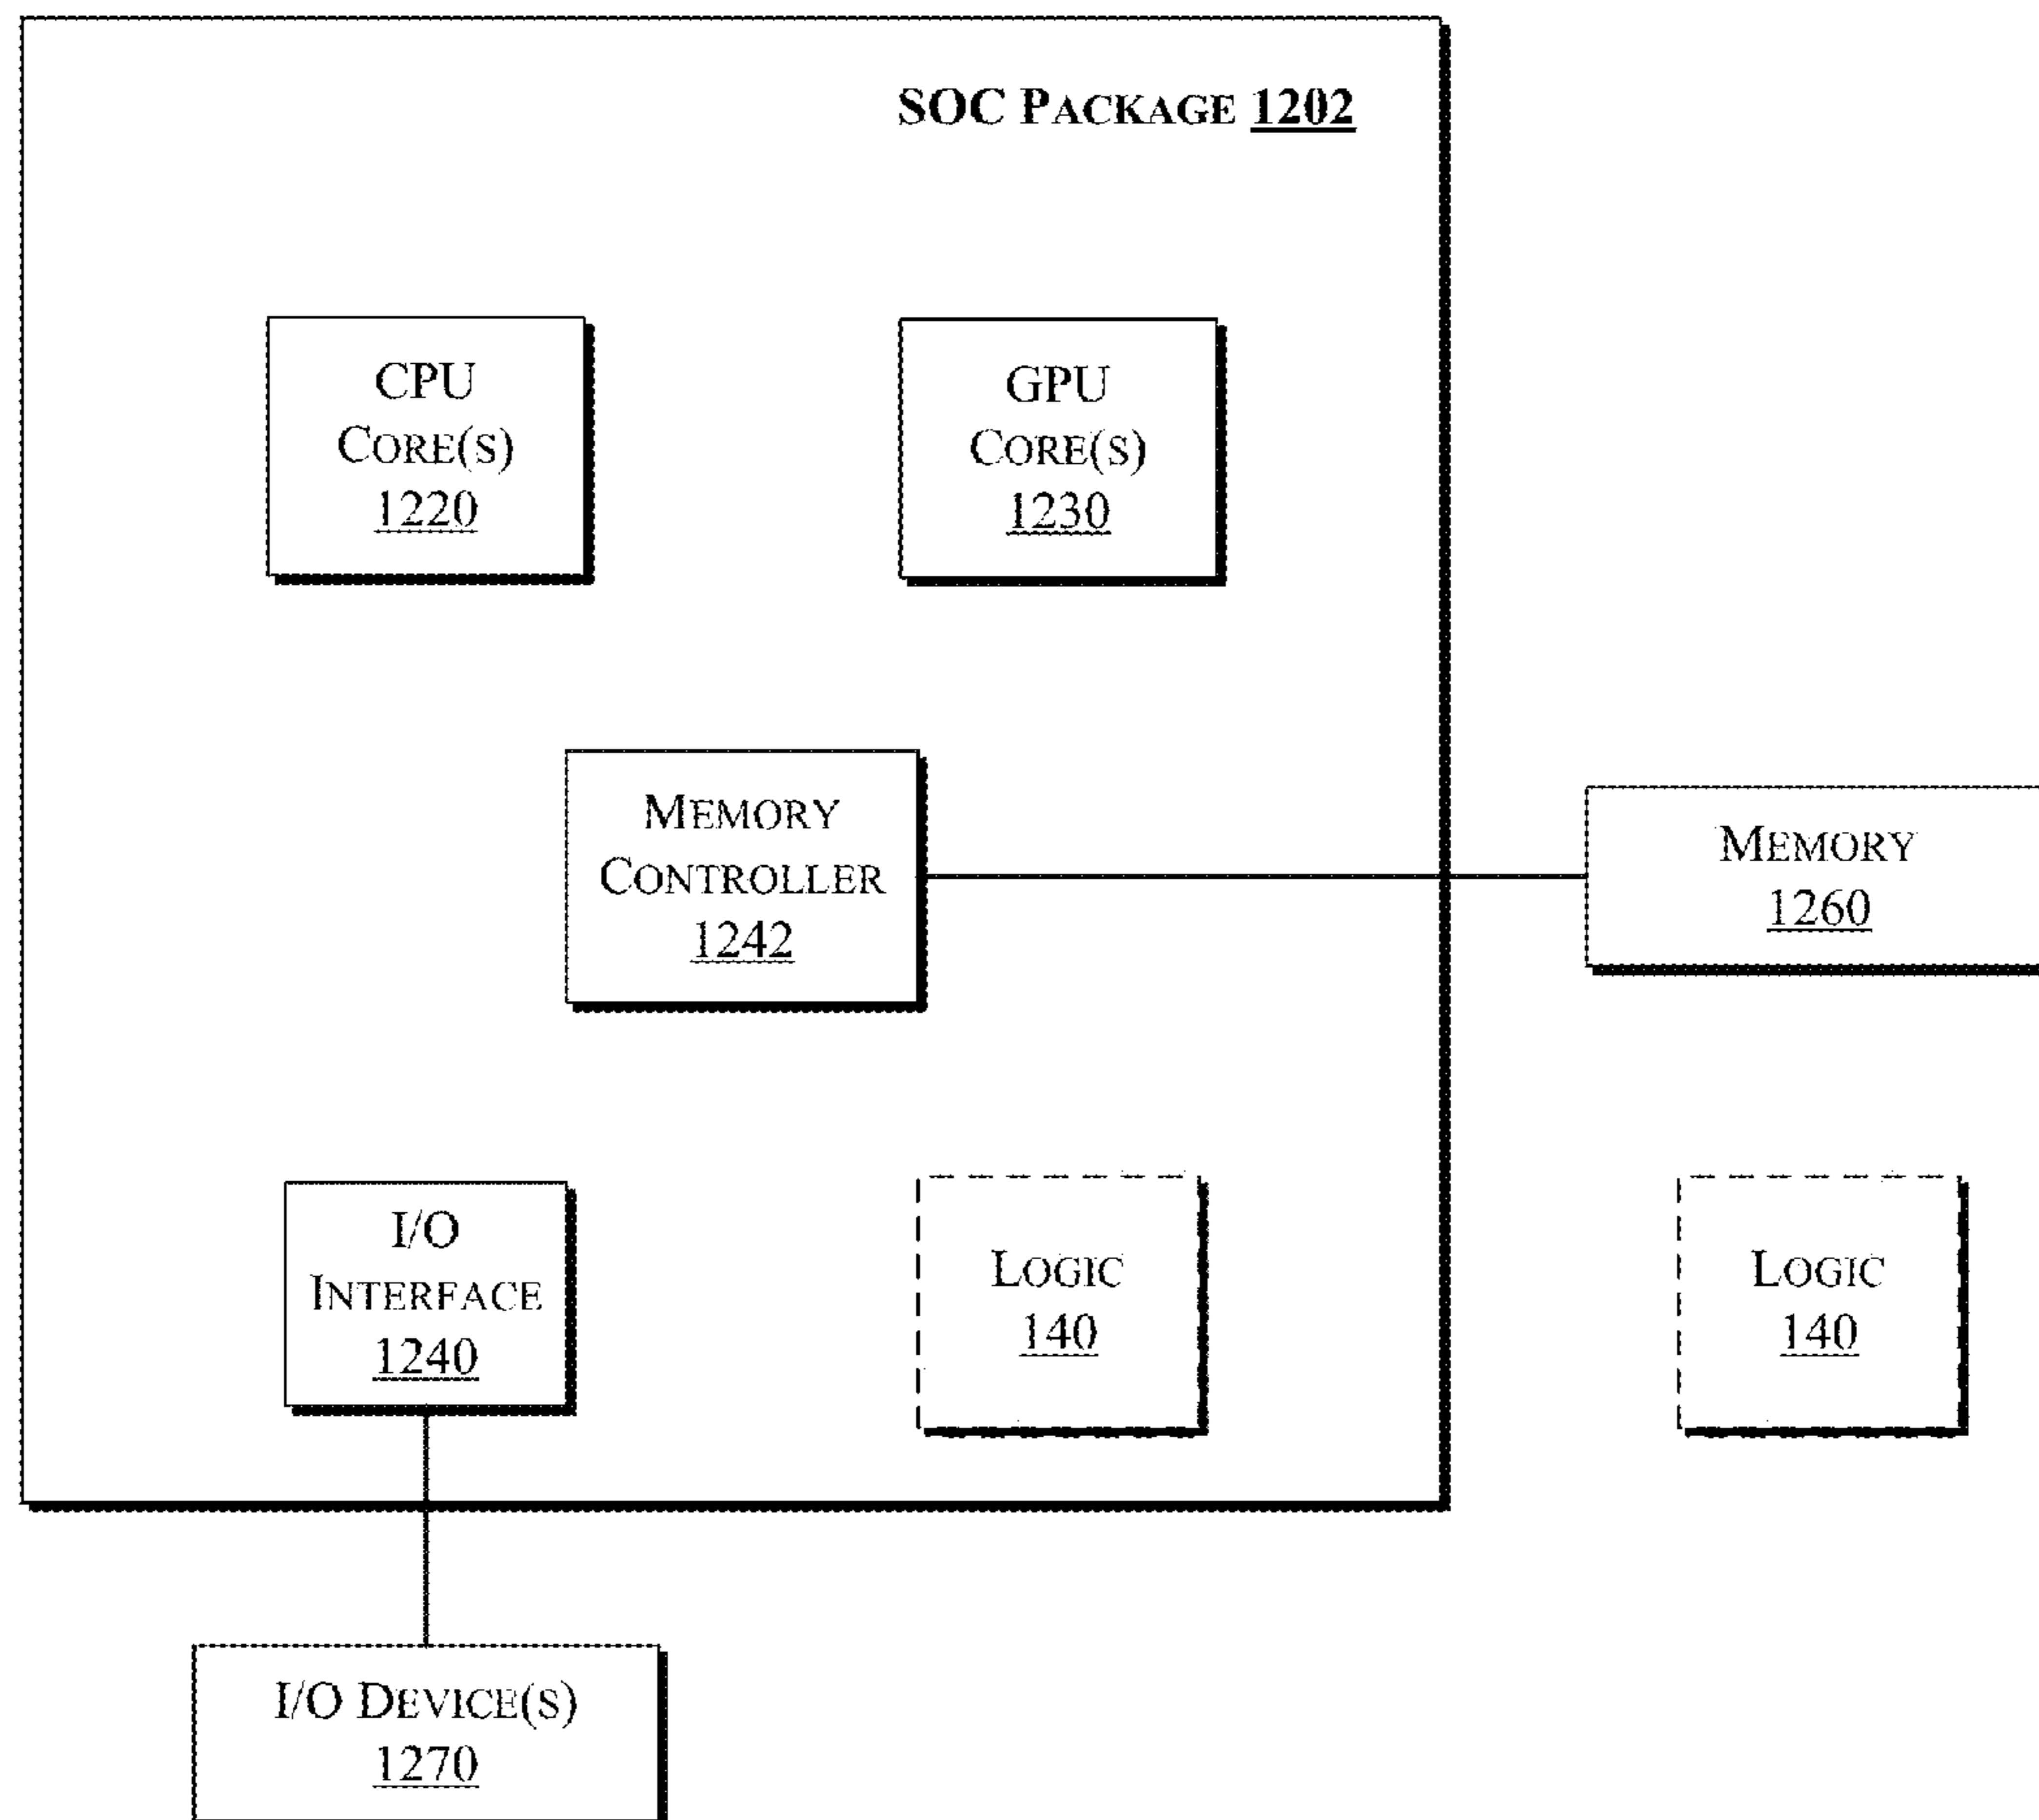 SOC PACKAGE 1202
CPU
CORE(S)
1220
GPU
CORE(S)
1230
MEMORY
CONTROLLER
1242
MEMORY
1260
I/O
INTERFACE
1240
LOGIC
140
LOGIC
140
I/O DEVICE(S)
1270